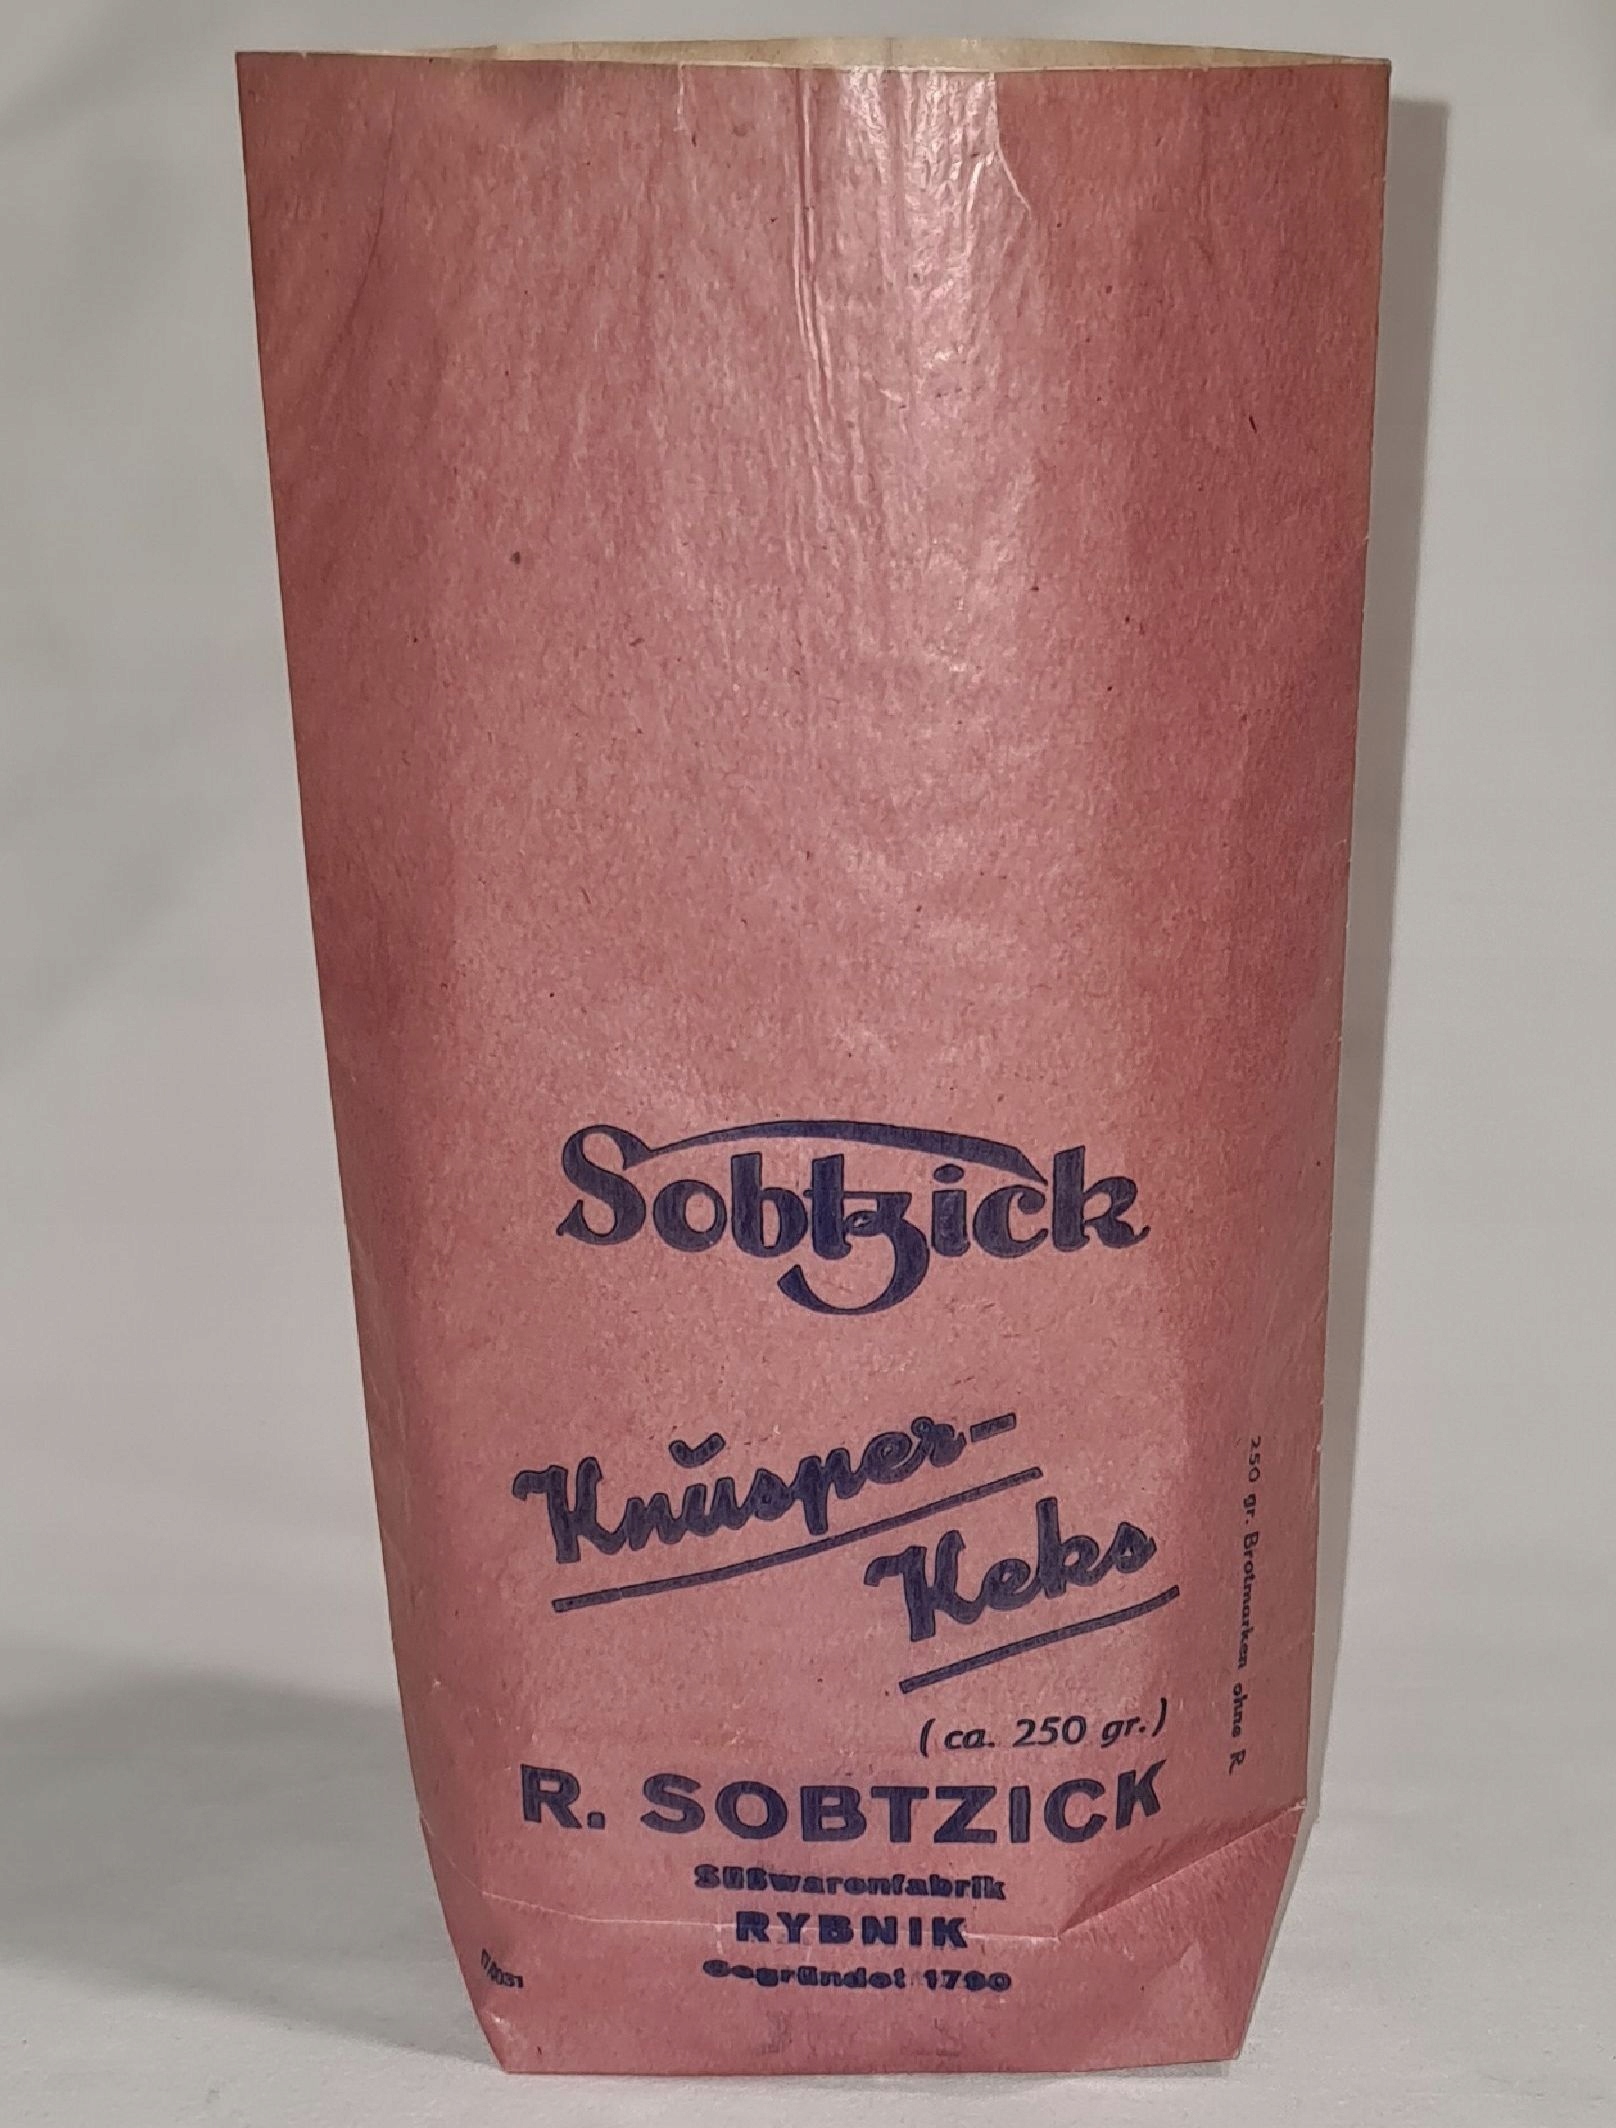 Sobtzick
Knusper-
Keks
(ca. 250 gr.)
R. SOBTZICK
Süßwarenfabrik
RYBNIK
Gegründet 1790
250 gr. Brotmarken ohne R